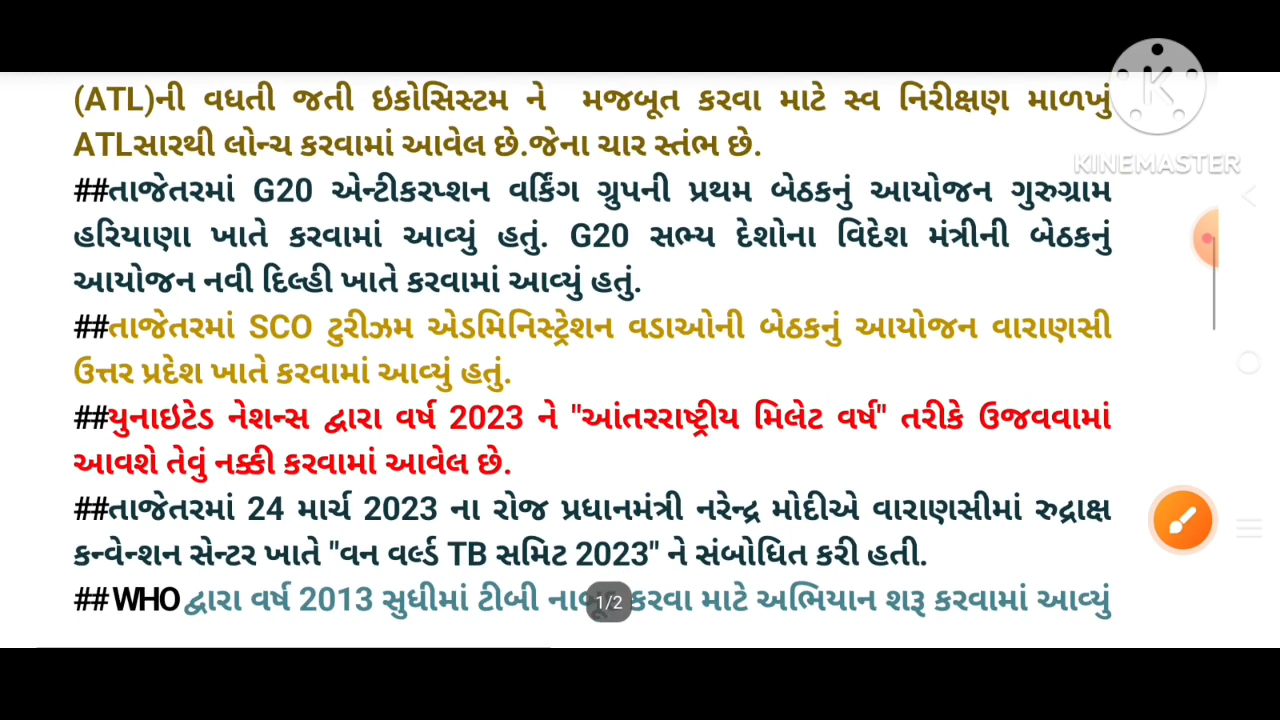 (ATL)ની વધતી જતી ઇકોસિસ્ટમ ને મજબૂત કરવા માટે સ્વ નિરીક્ષણ માળખું
ATLસારથી લોન્ચ કરવામાં આવેલ છે.જેના ચાર સ્તંભ છે.
##તાજેતરમાં G20 એન્ટીકરપ્શન વર્કિંગ ગ્રુપની પ્રથમ બેઠકનું આયોજન ગુરુગ્રામ
હરિયાણા ખાતે કરવામાં આવ્યું હતું. G20 સભ્ય દેશોના વિદેશ મંત્રીની બેઠકનું
આયોજન નવી દિલ્હી ખાતે કરવામાં આવ્યું હતું.
##તાજેતરમાં SCO ટુરીઝમ એડમિનિસ્ટ્રેશન વડાઓની બેઠકનું આયોજન વારાણસી
ઉત્તર પ્રદેશ ખાતે કરવામાં આવ્યું હતું.
##યુનાઇટેડ નેશન્સ દ્વારા વર્ષ 2023 ને "આંતરરાષ્ટ્રીય મિલેટ વર્ષ" તરીકે ઉજવવામાં
આવશે તેવું નક્કી કરવામાં આવેલ છે.
##તાજેતરમાં 24 માર્ચ 2023 ના રોજ પ્રધાનમંત્રી નરેન્દ્ર મોદીએ વારાણસીમાં રુદ્રાક્ષ
કન્વેન્શન સેન્ટર ખાતે "વન વર્લ્ડ TB સમિટ 2023" ને સંબોધિત કરી હતી.
##WHO દ્વારા વર્ષ 2013 સુધીમાં ટીબી કરવા માટે અભિયાન શરૂ કરવામાં આવ્યું
1/2
KINEMASTER